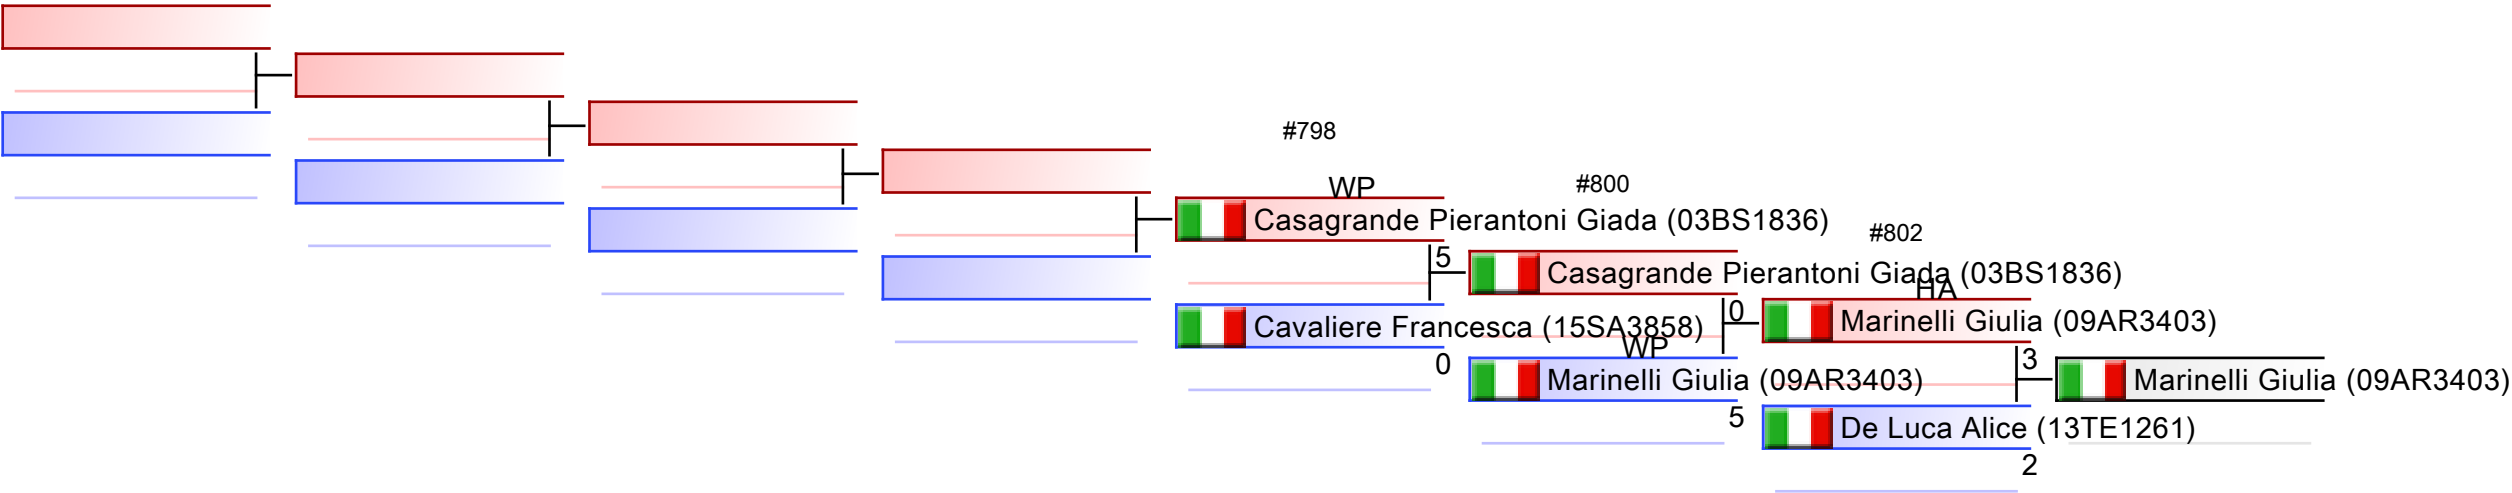 #798
WP
Casagrande Pierantoni Giada (03BS1836)
5
Cavaliere Francesca (15SA3858)
0
#800
Casagrande Pierantoni Giada (03BS1836)
0
WP
Marinelli Giulia (09AR3403)
5
#802
HA
Marinelli Giulia (09AR3403)
3
De Luca Alice (13TE1261)
2
Marinelli Giulia (09AR3403)